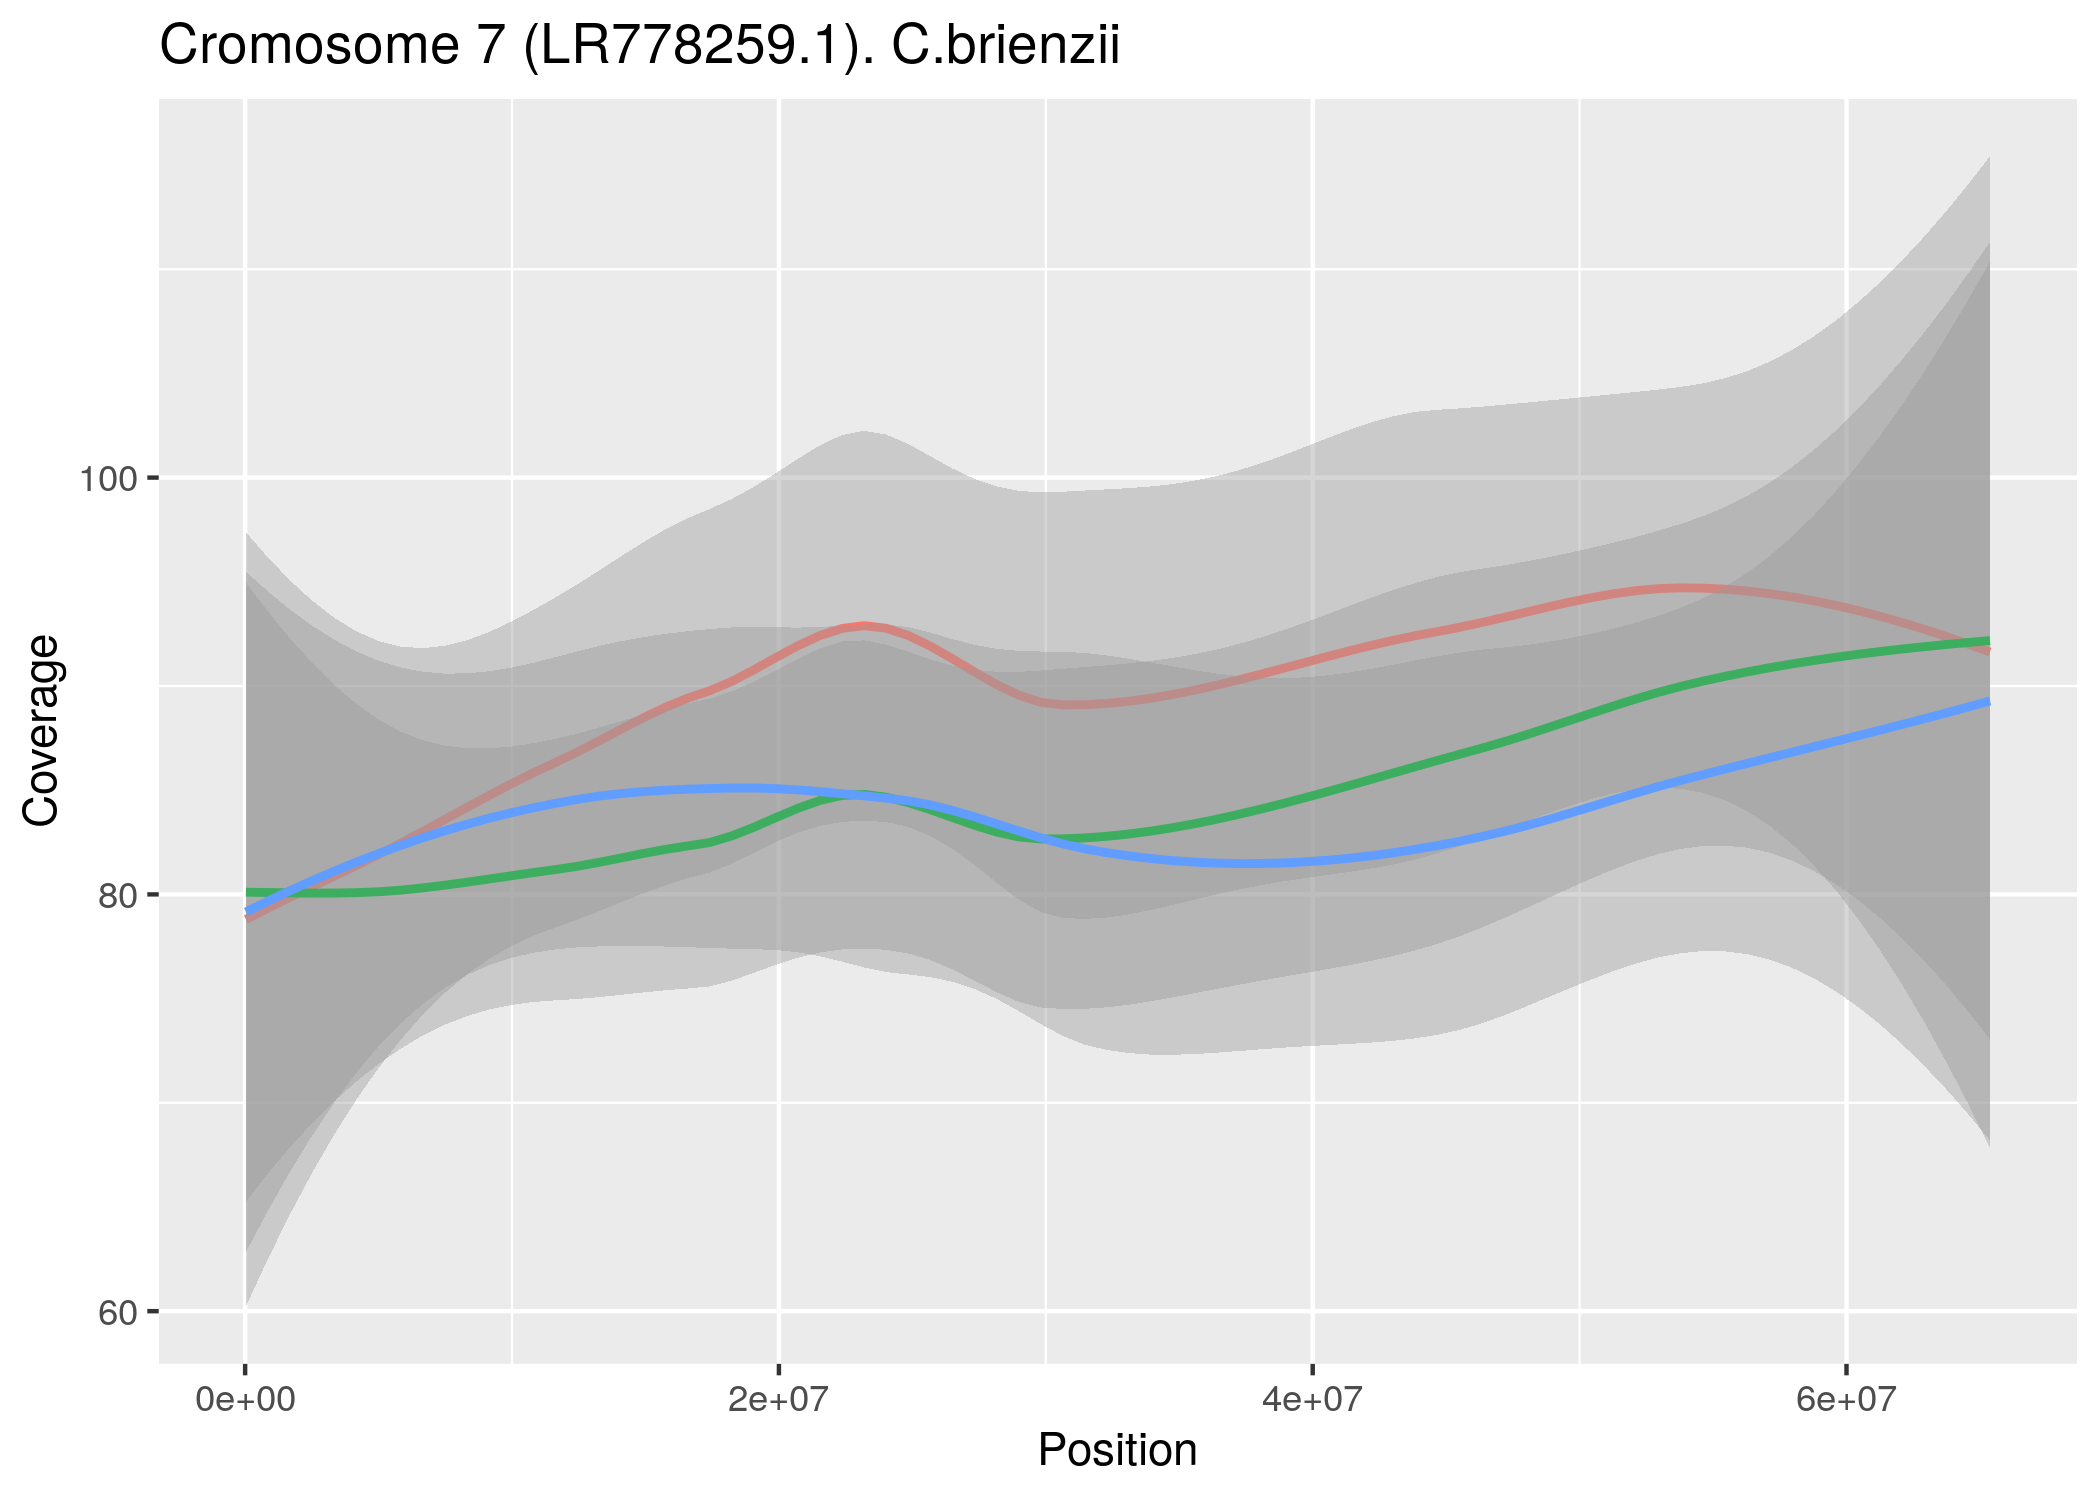 Cromosome 7 (LR778259.1). C.brienzii
Coverage
100
80
60
0e+00 2e+07 4e+07 6e+07
Position